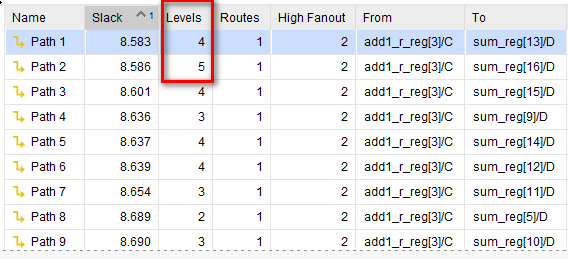 Name Slack 1 Levels Routes High Fanout From To
Path 1 8.583 4 1 2 add1_r_reg[3]/C sum_reg[13]/D
Path 2 8.586 5 1 2 add1_r_reg[3]/C sum_reg[16]/D
Path 3 8.601 4 1 2 add1_r_reg[3]/C sum_reg[15]/D
Path 4 8.636 3 1 2 add1_r_reg[3]/C sum_reg[9]/D
Path 5 8.637 4 1 2 add1_r_reg[3]/C sum_reg[14]/D
Path 6 8.639 4 1 2 add1_r_reg[3]/C sum_reg[12]/D
Path 7 8.654 3 1 2 add1_r_reg[3]/C sum_reg[11]/D
Path 8 8.689 2 1 2 add1_r_reg[3]/C sum_reg[5]/D
Path 9 8.690 3 1 2 add1_r_reg[3]/C sum_reg[10]/D